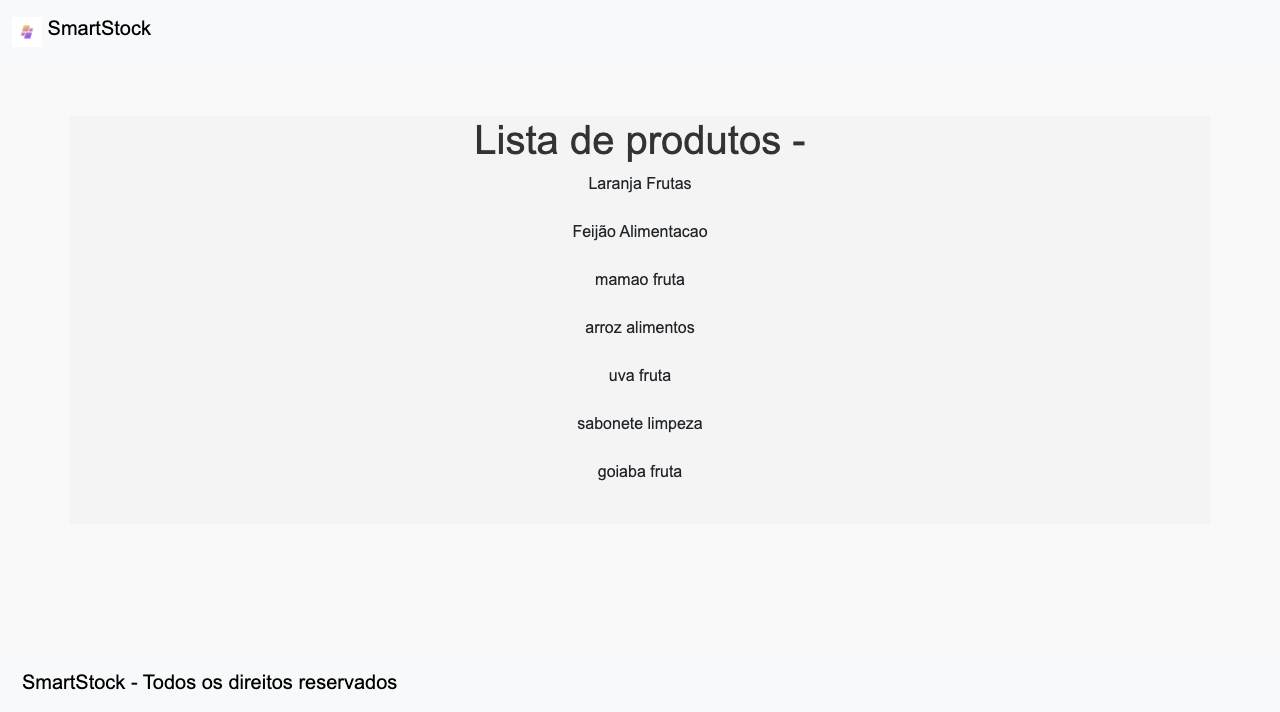 SmartStock
Lista de produtos -
Laranja Frutas
Feijão Alimentacao
mamao fruta
arroz alimentos
uva fruta
sabonete limpeza
goiaba fruta
SmartStock - Todos os direitos reservados